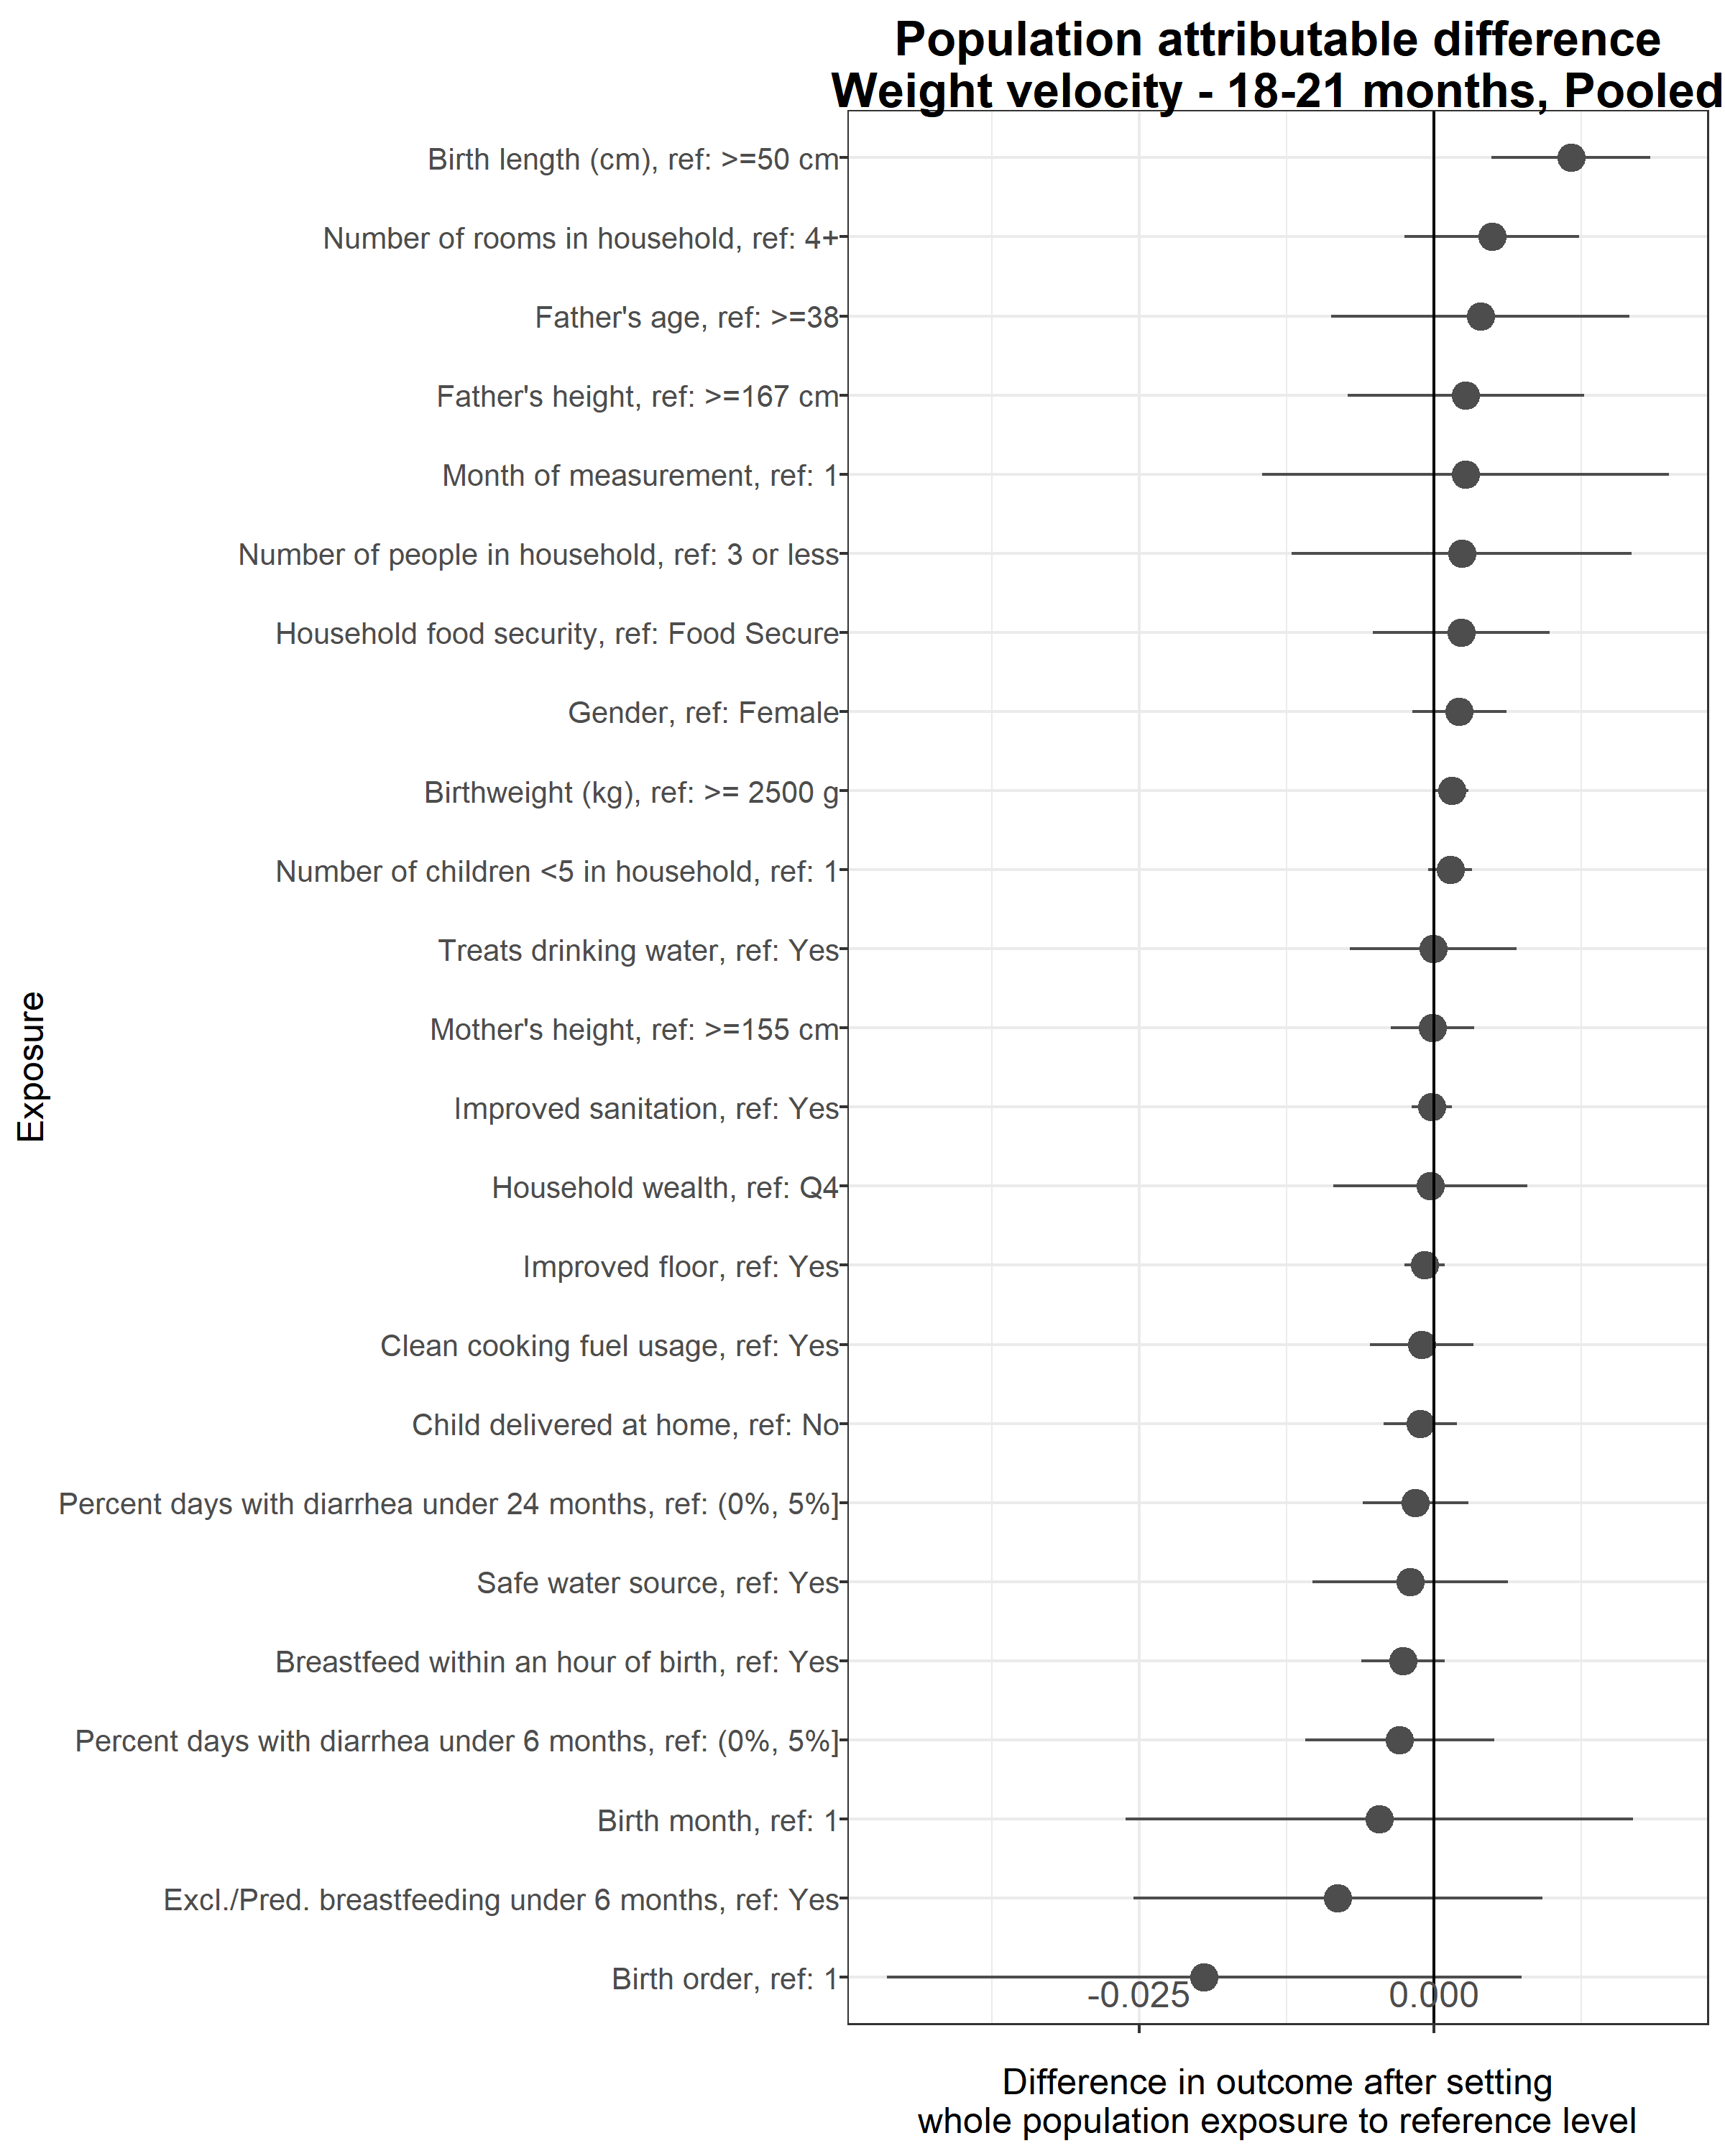 Population attributable difference
Weight velocity - 18-21 months, Pooled
Birth length (cm), ref: >=50 cm
Number of rooms in household, ref: 4+
Father's age, ref: >=38
Father's height, ref: >=167 cm
Month of measurement, ref: 1
Number of people in household, ref: 3 or less
Household food security, ref: Food Secure
Gender, ref: Female
Birthweight (kg), ref: >= 2500 g
Number of children <5 in household, ref: 1
Treats drinking water, ref: Yes
Mother's height, ref: >=155 cm
Improved sanitation, ref: Yes
Household wealth, ref: Q4
Improved floor, ref: Yes
Clean cooking fuel usage, ref: Yes
Child delivered at home, ref: No
Percent days with diarrhea under 24 months, ref: (0%, 5%]
Safe water source, ref: Yes
Breastfeed within an hour of birth, ref: Yes
Percent days with diarrhea under 6 months, ref: (0%, 5%]
Birth month, ref: 1
Excl./Pred. breastfeeding under 6 months, ref: Yes
Birth order, ref: 1
Exposure
-0.025 0.000
Difference in outcome after setting
whole population exposure to reference level